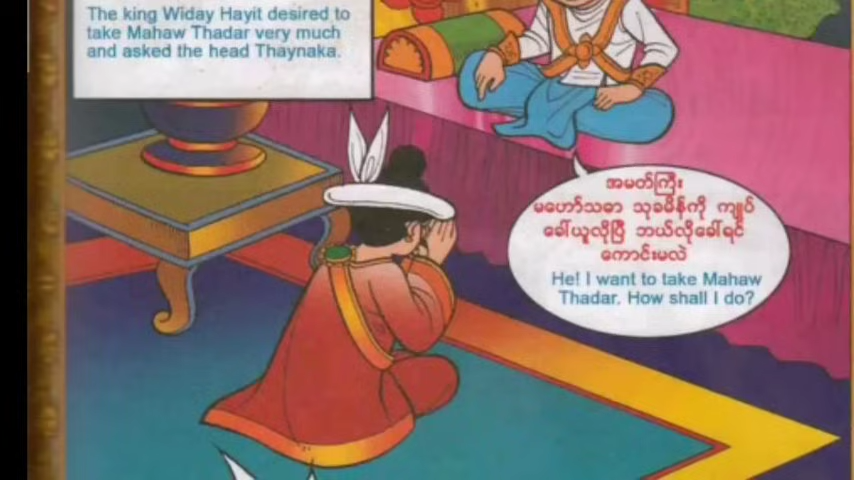 The king Widay Hayit desired to
take Mahaw Thadar very much
and asked the head Thaynaka.
အမတ်ကြီး
မဟော်သဓာ သုခမိန်ကို ကျုပ်
ခေါ်ယူလိုပြီ ဘယ်လိုခေါ်ရင်
ကောင်းမလဲ
He! I want to take Mahaw
Thadar. How shall I do?